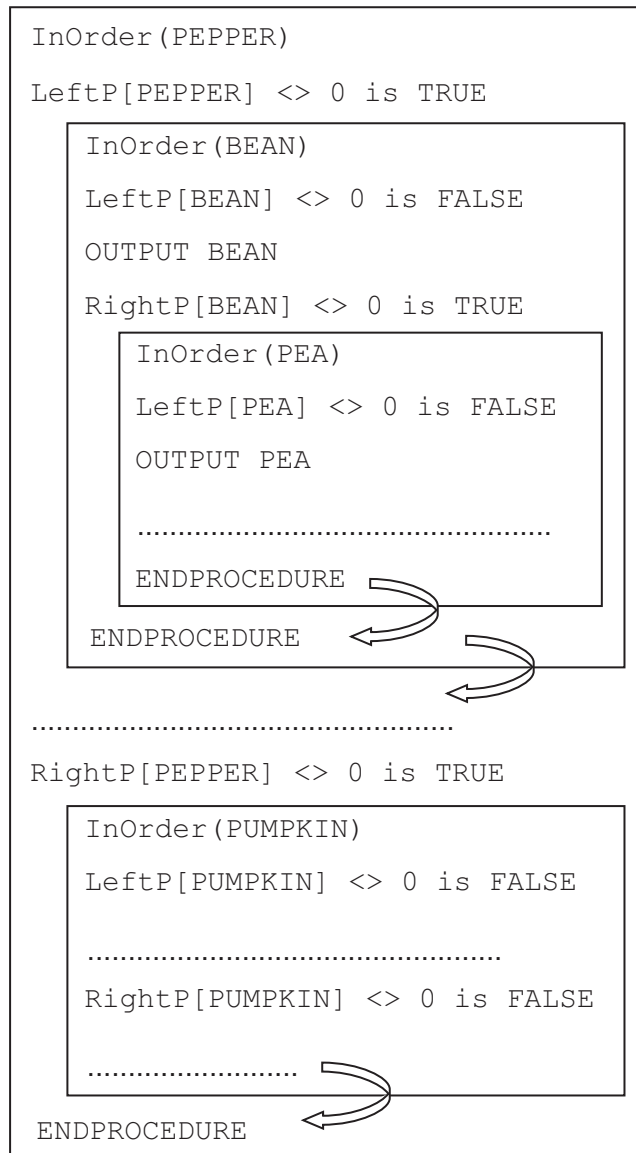 InOrder(PEPPER)
LeftP[PEPPER] <> 0 is TRUE
InOrder(BEAN)
LeftP[BEAN] <> 0 is FALSE
OUTPUT BEAN
RightP[BEAN] <> 0 is TRUE
InOrder(PEA)
LeftP[PEA] <> 0 is FALSE
OUTPUT PEA
...................................................
ENDPROCEDURE
ENDPROCEDURE
....................................................
RightP[PEPPER] <> 0 is TRUE
InOrder(PUMPKIN)
LeftP[PUMPKIN] <> 0 is FALSE
...................................................
RightP[PUMPKIN] <> 0 is FALSE
..........................
ENDPROCEDURE